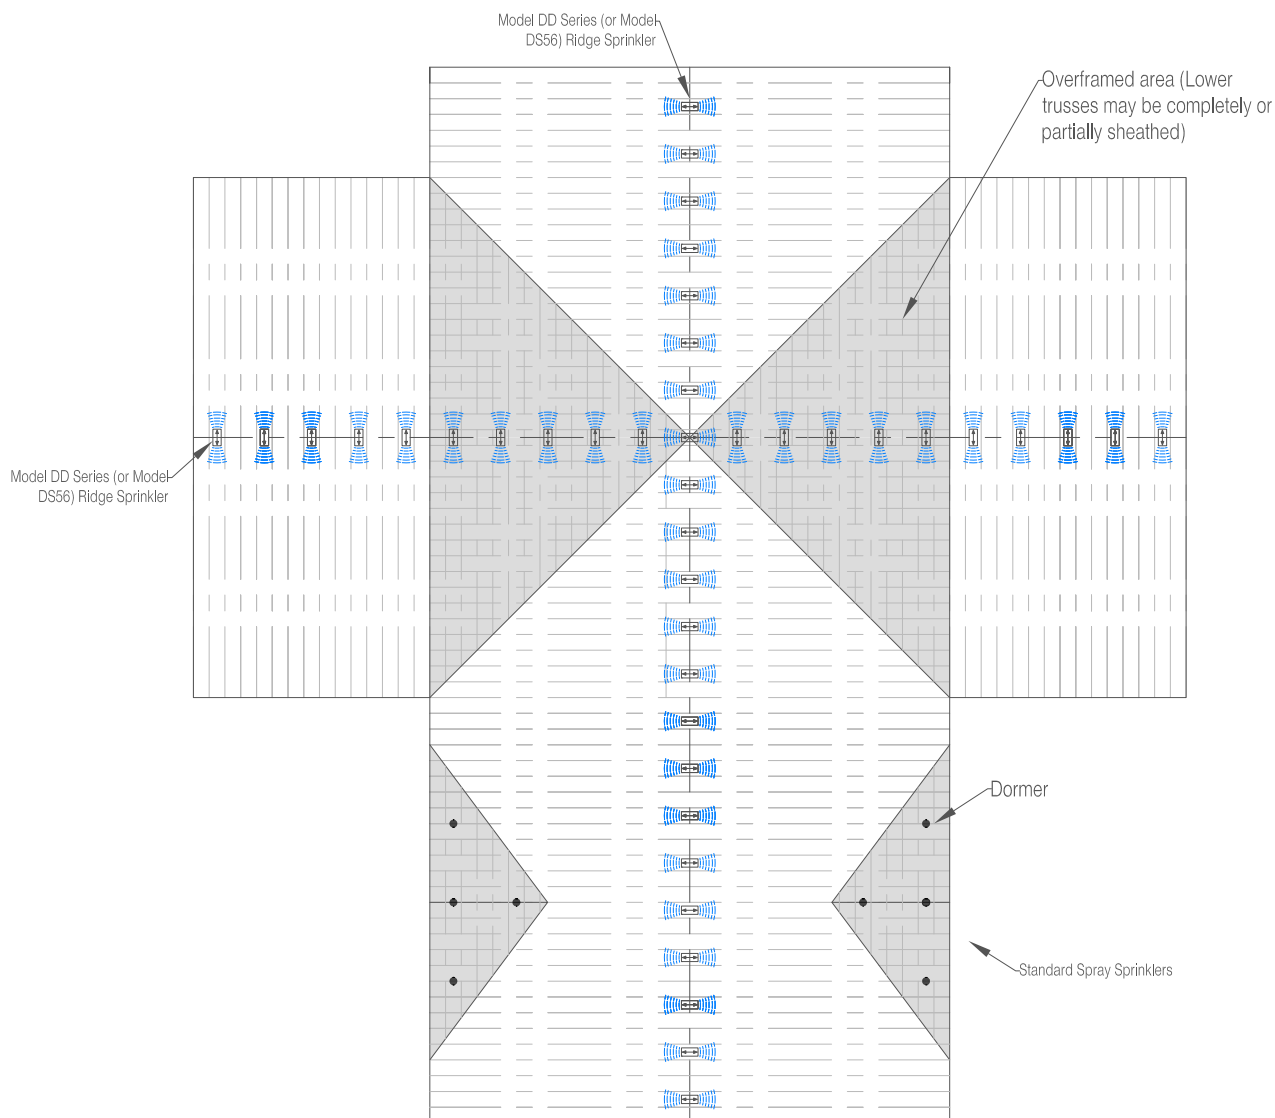 Model DD Series (or Model
DS56) Ridge Sprinkler
Overframed area (Lower
trusses may be completely or
partially sheathed)
Model DD Series (or Model
DS56) Ridge Sprinkler
Dormer
Standard Spray Sprinklers